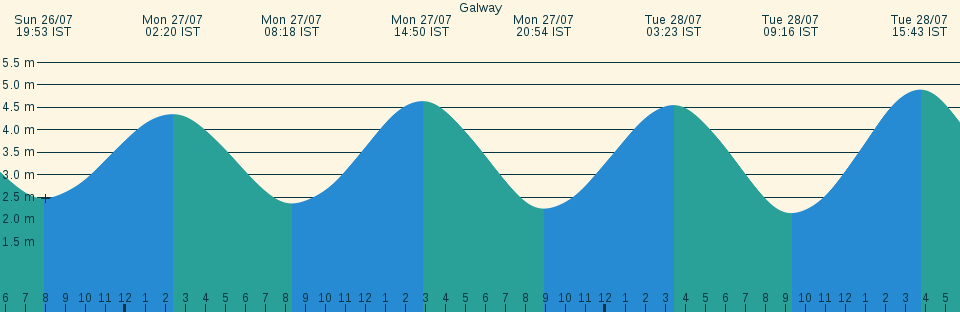 Galway
Sun 26/07 Mon 27/07 Mon 27/07 Mon 27/07 Mon 27/07 Tue 28/07 Tue 28/07 Tue 28/07
19:53 IST 02:20 IST 08:18 IST 14:50 IST 20:54 IST 03:23 IST 09:16 IST 15:43 IST
5.5 m
5.0 m
4.5 m
4.0 m
3.5 m
3.0 m
2.5 m
2.0 m
1.5 m
6 7 8 9 10 11 12 1 2 3 4 5 6 7 8 9 10 11 12 1 2 3 4 5 6 7 8 9 10 11 12 1 2 3 4 5 6 7 8 9 10 11 12 1 2 3 4 5